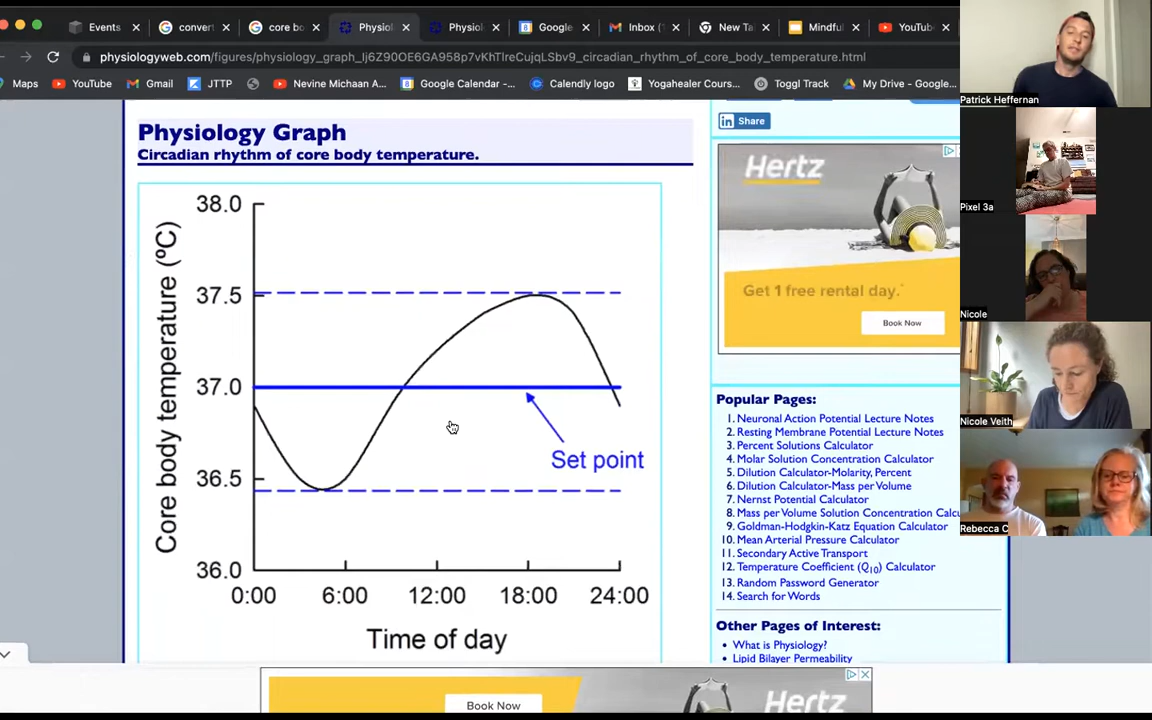 Events
convert
core bo
Physiol
Physiol
Google
Inbox (1
New Ta
Mindful
YouTube
physiologyweb.com/figures/physiology_graph_Ij6Z90OE6GA958p7vKhTIreCujqLSbv9_circadian_rhythm_of_core_body_temperature.html
Maps
YouTube
Gmail
JTTP
Nevine Michaan A...
Google Calendar -...
Calendly logo
Yogahealer Cours...
Toggl Track
My Drive - Google...
Physiology Graph
Circadian rhythm of core body temperature.
38.0
37.5
37.0
36.5
36.0
Core body temperature (ºC)
Set point
0:00
6:00
12:00
18:00
24:00
Time of day
in Share
Hertz
Get 1 free rental day.*
Book Now
Popular Pages:
1. Neuronal Action Potential Lecture Notes
2. Resting Membrane Potential Lecture Notes
3. Percent Solutions Calculator
4. Molar Solution Concentration Calculator
5. Dilution Calculator-Molarity, Percent
6. Dilution Calculator-Mass per Volume
7. Nernst Potential Calculator
8. Mass per Volume Solution Concentration Calcu
9. Goldman-Hodgkin-Katz Equation Calculator
10. Mean Arterial Pressure Calculator
11. Secondary Active Transport
12. Temperature Coefficient (Q10) Calculator
13. Random Password Generator
14. Search for Words
Other Pages of Interest:
What is Physiology?
Lipid Bilayer Permeability
Book Now
Hertz
Patrick Heffernan
Pixel 3a
Nicole
Nicole Veith
Rebecca C